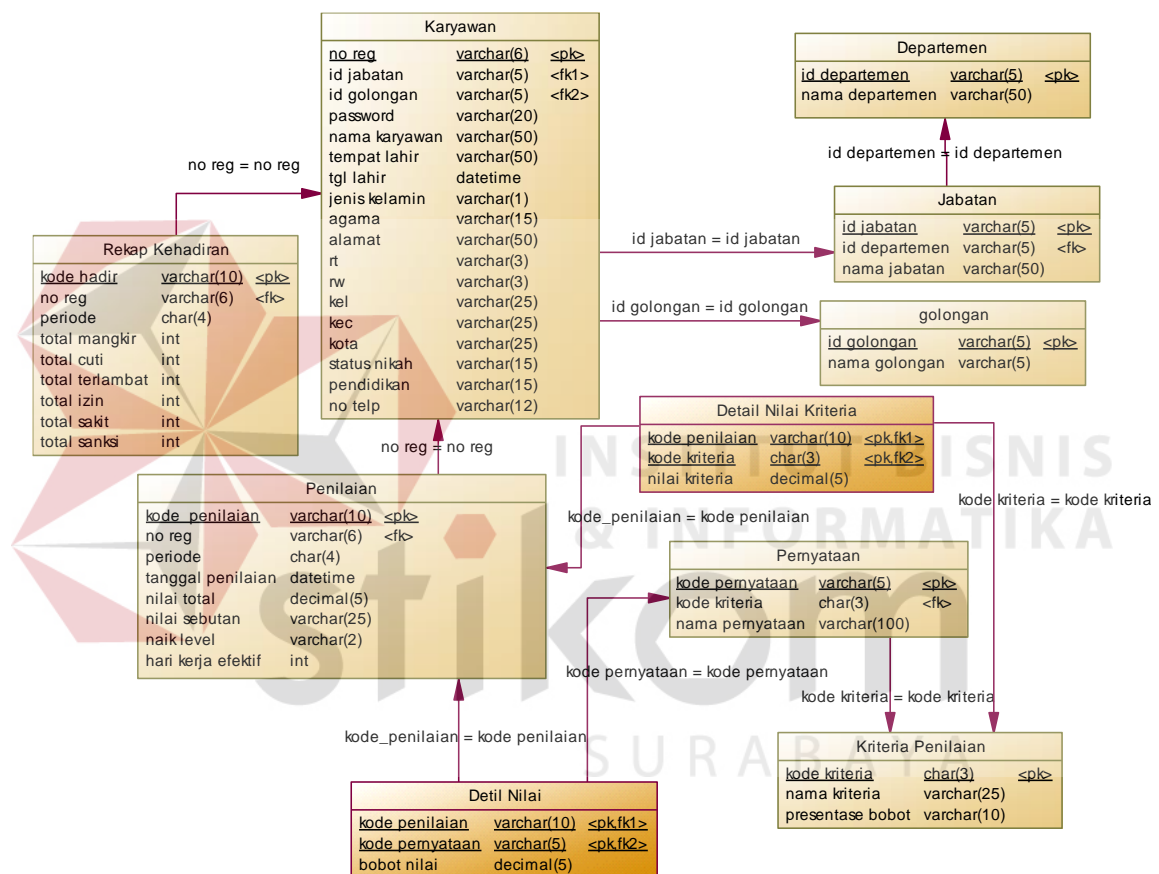 Karyawan
no reg varchar(6) <pk>
id jabatan varchar(5) <fk1>
id golongan varchar(5) <fk2>
password varchar(20)
nama karyawan varchar(50)
tempat lahir varchar(50)
tgl lahir datetime
jenis kelamin varchar(1)
agama varchar(15)
alamat varchar(50)
rt varchar(3)
rw varchar(3)
kel varchar(25)
kec varchar(25)
kota varchar(25)
status nikah varchar(15)
pendidikan varchar(15)
no telp varchar(12)
Departemen
id departemen varchar(5) <pk>
nama departemen varchar(50)
id departemen = id departemen
Jabatan
id jabatan varchar(5) <pk>
id departemen varchar(5) <fk>
nama jabatan varchar(50)
no reg = no reg
id jabatan = id jabatan
Rekap Kehadiran
kode hadir varchar(10) <pk>
no reg varchar(6) <fk>
periode char(4)
total mangkir int
total cuti int
total terlambat int
total izin int
total sakit int
total sanksi int
id golongan = id golongan
golongan
id golongan varchar(5) <pk>
nama golongan varchar(5)
no reg = no reg
Detail Nilai Kriteria
kode penilaian varchar(10) <pk,fk1>
kode kriteria char(3) <pk,fk2>
nilai kriteria decimal(5)
INSTITUT BISNIS
& INFORMATIKA
stikom
SURABAYA
kode kriteria = kode kriteria
Penilaian
kode_penilaian varchar(10) <pk>
no reg varchar(6) <fk>
periode char(4)
tanggal penilaian datetime
nilai total decimal(5)
nilai sebutan varchar(25)
naik level varchar(2)
hari kerja efektif int
kode_penilaian = kode penilaian
Pernyataan
kode pernyataan varchar(5) <pk>
kode kriteria char(3) <fk>
nama pernyataan varchar(100)
kode pernyataan = kode pernyataan
kode kriteria = kode kriteria
kode_penilaian = kode penilaian
Kriteria Penilaian
kode kriteria char(3) <pk>
nama kriteria varchar(25)
presentase bobot varchar(10)
Detil Nilai
kode penilaian varchar(10) <pk,fk1>
kode pernyataan varchar(5) <pk,fk2>
bobot nilai decimal(5)